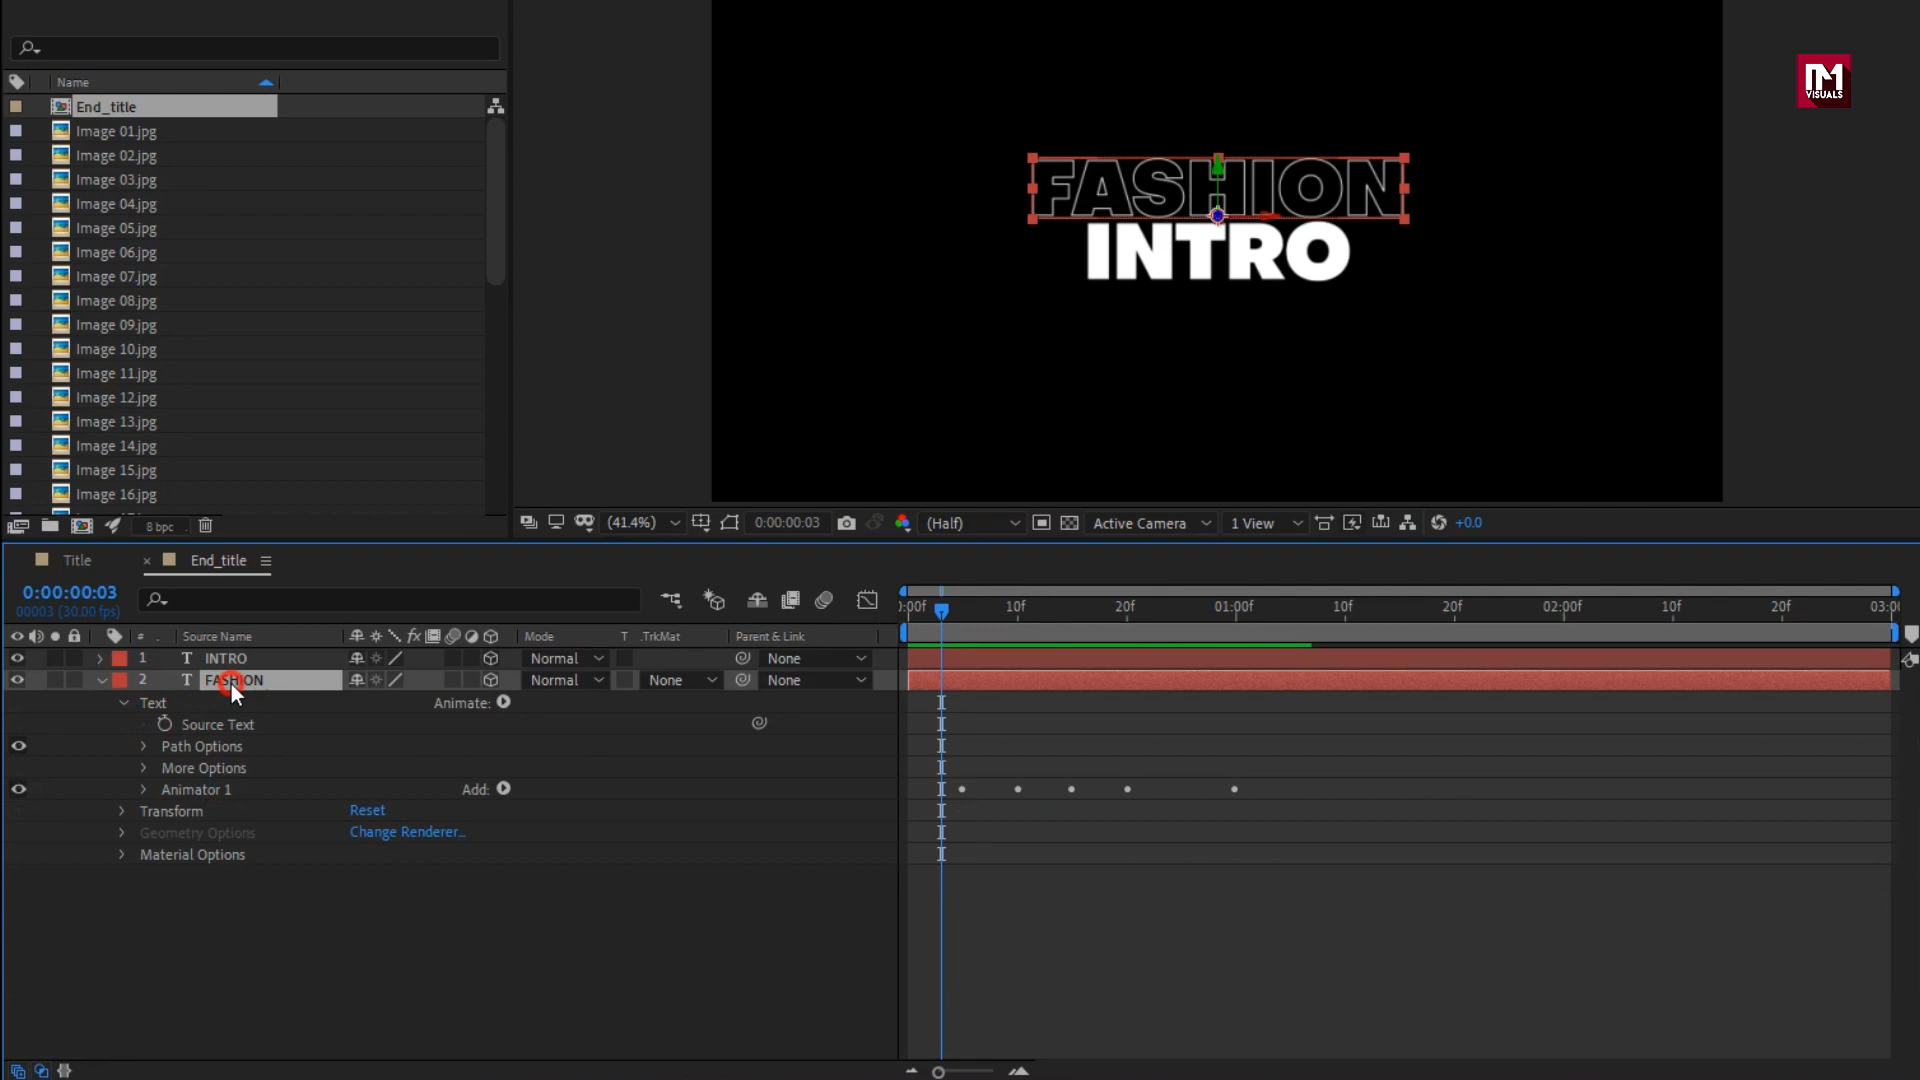 Name
End_title
Image 01.jpg
Image 02.jpg
Image 03.jpg
Image 04.jpg
Image 05.jpg
Image 06.jpg
Image 07.jpg
Image 08.jpg
Image 09.jpg
Image 10.jpg
Image 11.jpg
Image 12.jpg
Image 13.jpg
Image 14.jpg
Image 15.jpg
Image 16.jpg
8 bpc
FASHION
INTRO
VISUALS
(41.4%) 0:00:00:03 (Half) Active Camera 1 View +0.0
Title × End_title
0:00:00:03
00003 (30.00 fps)
):00f 10f 20f 01:00f 10f 20f 02:00f 10f 20f 03:0
# . Source Name fx Mode T .TrkMat Parent & Link
1 T INTRO Normal None
2 T FASHION Normal None None
Text Animate:
Source Text
Path Options
More Options
Animator 1 Add:
Transform Reset
Geometry Options Change Renderer...
Material Options